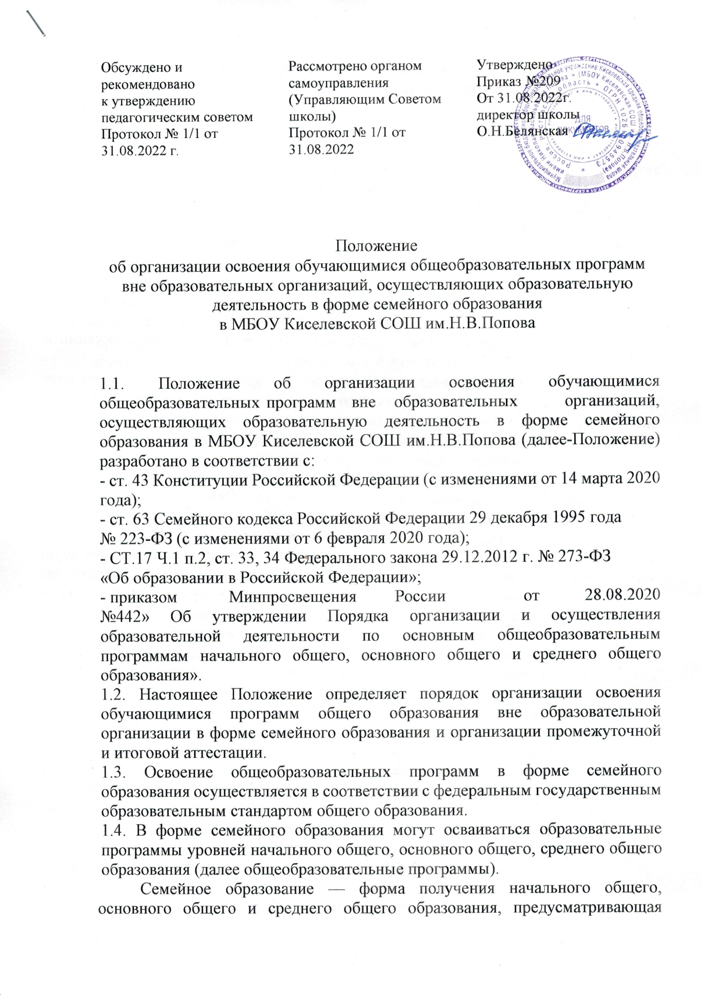 Обсуждено и
рекомендовано
к утверждению
педагогическим советом
Протокол № 1/1 от
31.08.2022 г.
Рассмотрено органом
самоуправления
(Управляющим Советом
школы)
Протокол № 1/1 от
31.08.2022
Утверждено
Приказ №209
От 31.08.2022г.
директор школы
О.Н.Белянская
ДЛЯ
ДОКУМЕНТОВ
Положение
об организации освоения обучающимися общеобразовательных программ
вне образовательных организаций, осуществляющих образовательную
деятельность в форме семейного образования
в МБОУ Киселевской СОШ им.Н.В.Попова
1.1. Положение об организации освоения обучающимися
общеобразовательных программ вне образовательных организаций,
осуществляющих образовательную деятельность в форме семейного
образования в МБОУ Киселевской СОШ им.Н.В.Попова (далее-Положение)
разработано в соответствии с:
- ст. 43 Конституции Российской Федерации (с изменениями от 14 марта 2020
года);
- ст. 63 Семейного кодекса Российской Федерации 29 декабря 1995 года
№ 223-ФЗ (с изменениями от 6 февраля 2020 года);
- СТ.17 Ч.1 п.2, ст. 33, 34 Федерального закона 29.12.2012 г. № 273-ФЗ
«Об образовании в Российской Федерации»;
- приказом Минпросвещения России от 28.08.2020
№442» Об утверждении Порядка организации и осуществления
образовательной деятельности по основным общеобразовательным
программам начального общего, основного общего и среднего общего
образования».
1.2. Настоящее Положение определяет порядок организации освоения
обучающимися программ общего образования вне образовательной
организации в форме семейного образования и организации промежуточной
и итоговой аттестации.
1.3. Освоение общеобразовательных программ в форме семейного
образования осуществляется в соответствии с федеральным государственным
образовательным стандартом общего образования.
1.4. В форме семейного образования могут осваиваться образовательные
программы уровней начального общего, основного общего, среднего общего
образования (далее общеобразовательные программы).
Семейное образование — форма получения начального общего,
основного общего и среднего общего образования, предусматривающая